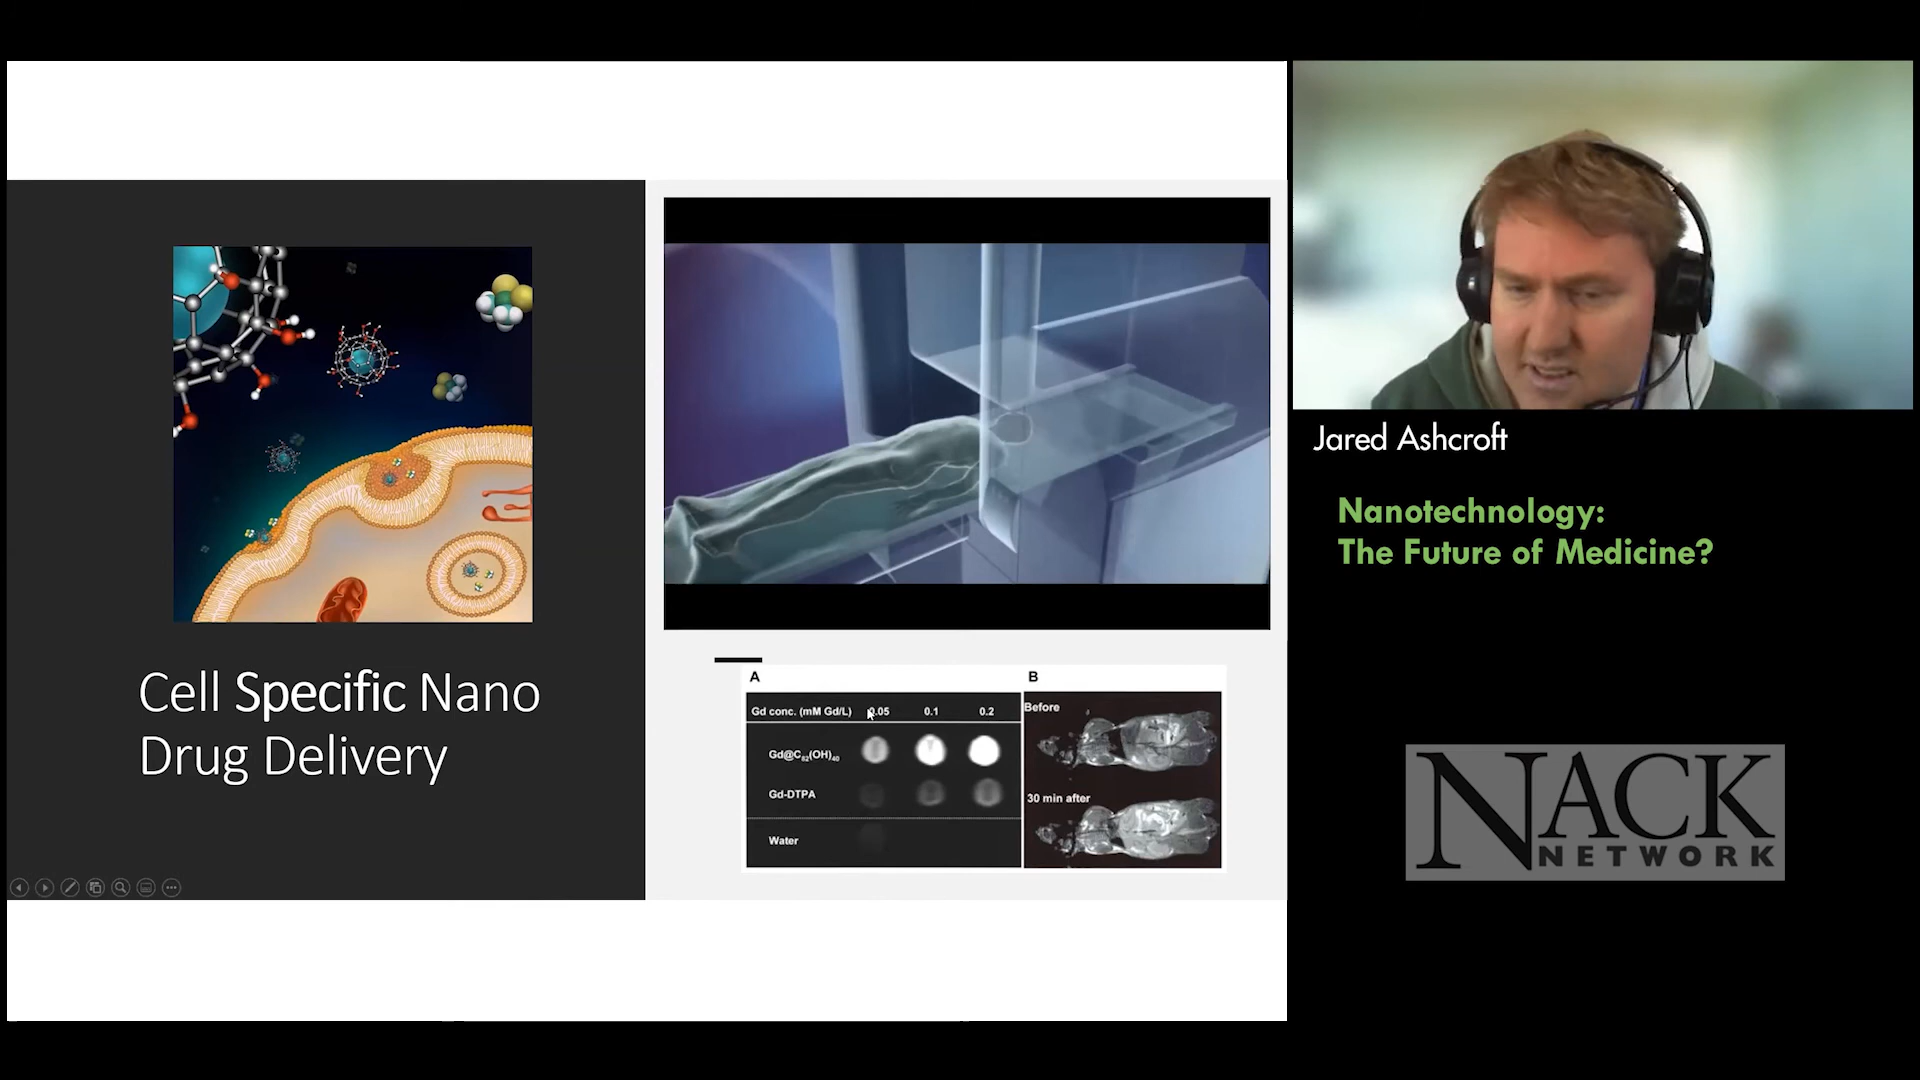 Cell Specific Nano
Drug Delivery
A
Gd conc. (mM Gd/L) 0.05 0.1 0.2
Gd@C₈₂(OH)₄₀
Gd-DTPA
Water
B
Before
30 min after
Jared Ashcroft
Nanotechnology:
The Future of Medicine?
NACK
NETWORK